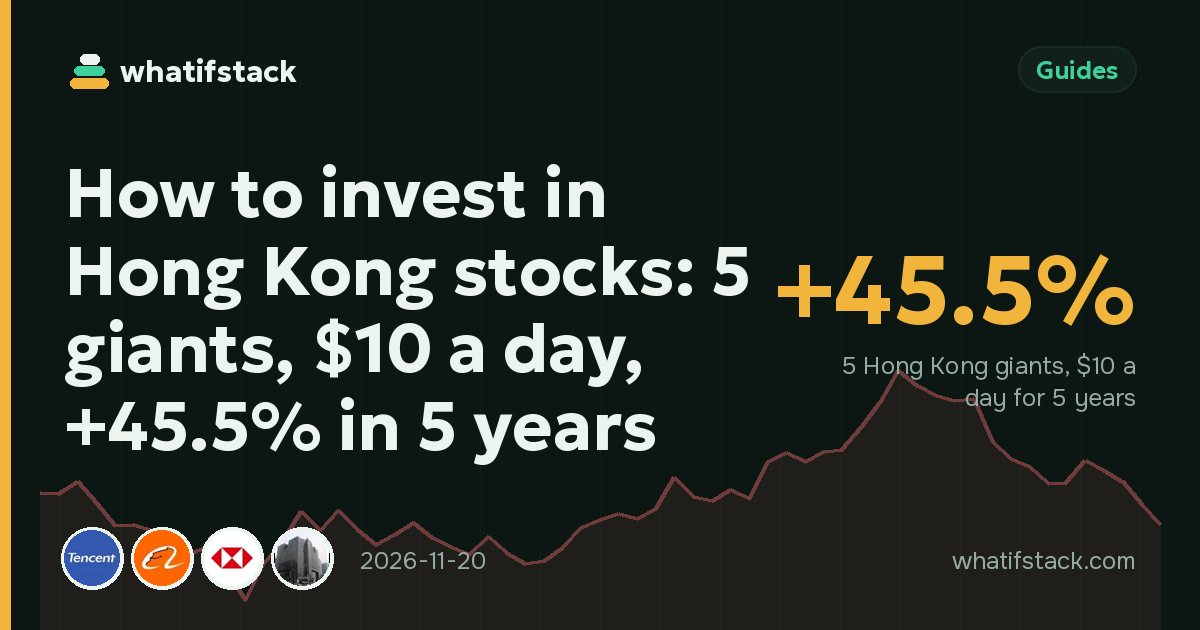 whatifstack
Guides
How to invest in
Hong Kong stocks: 5
giants, $10 a day,
+45.5% in 5 years
+45.5%
5 Hong Kong giants, $10 a
day for 5 years
Tencent
2026-11-20
whatifstack.com